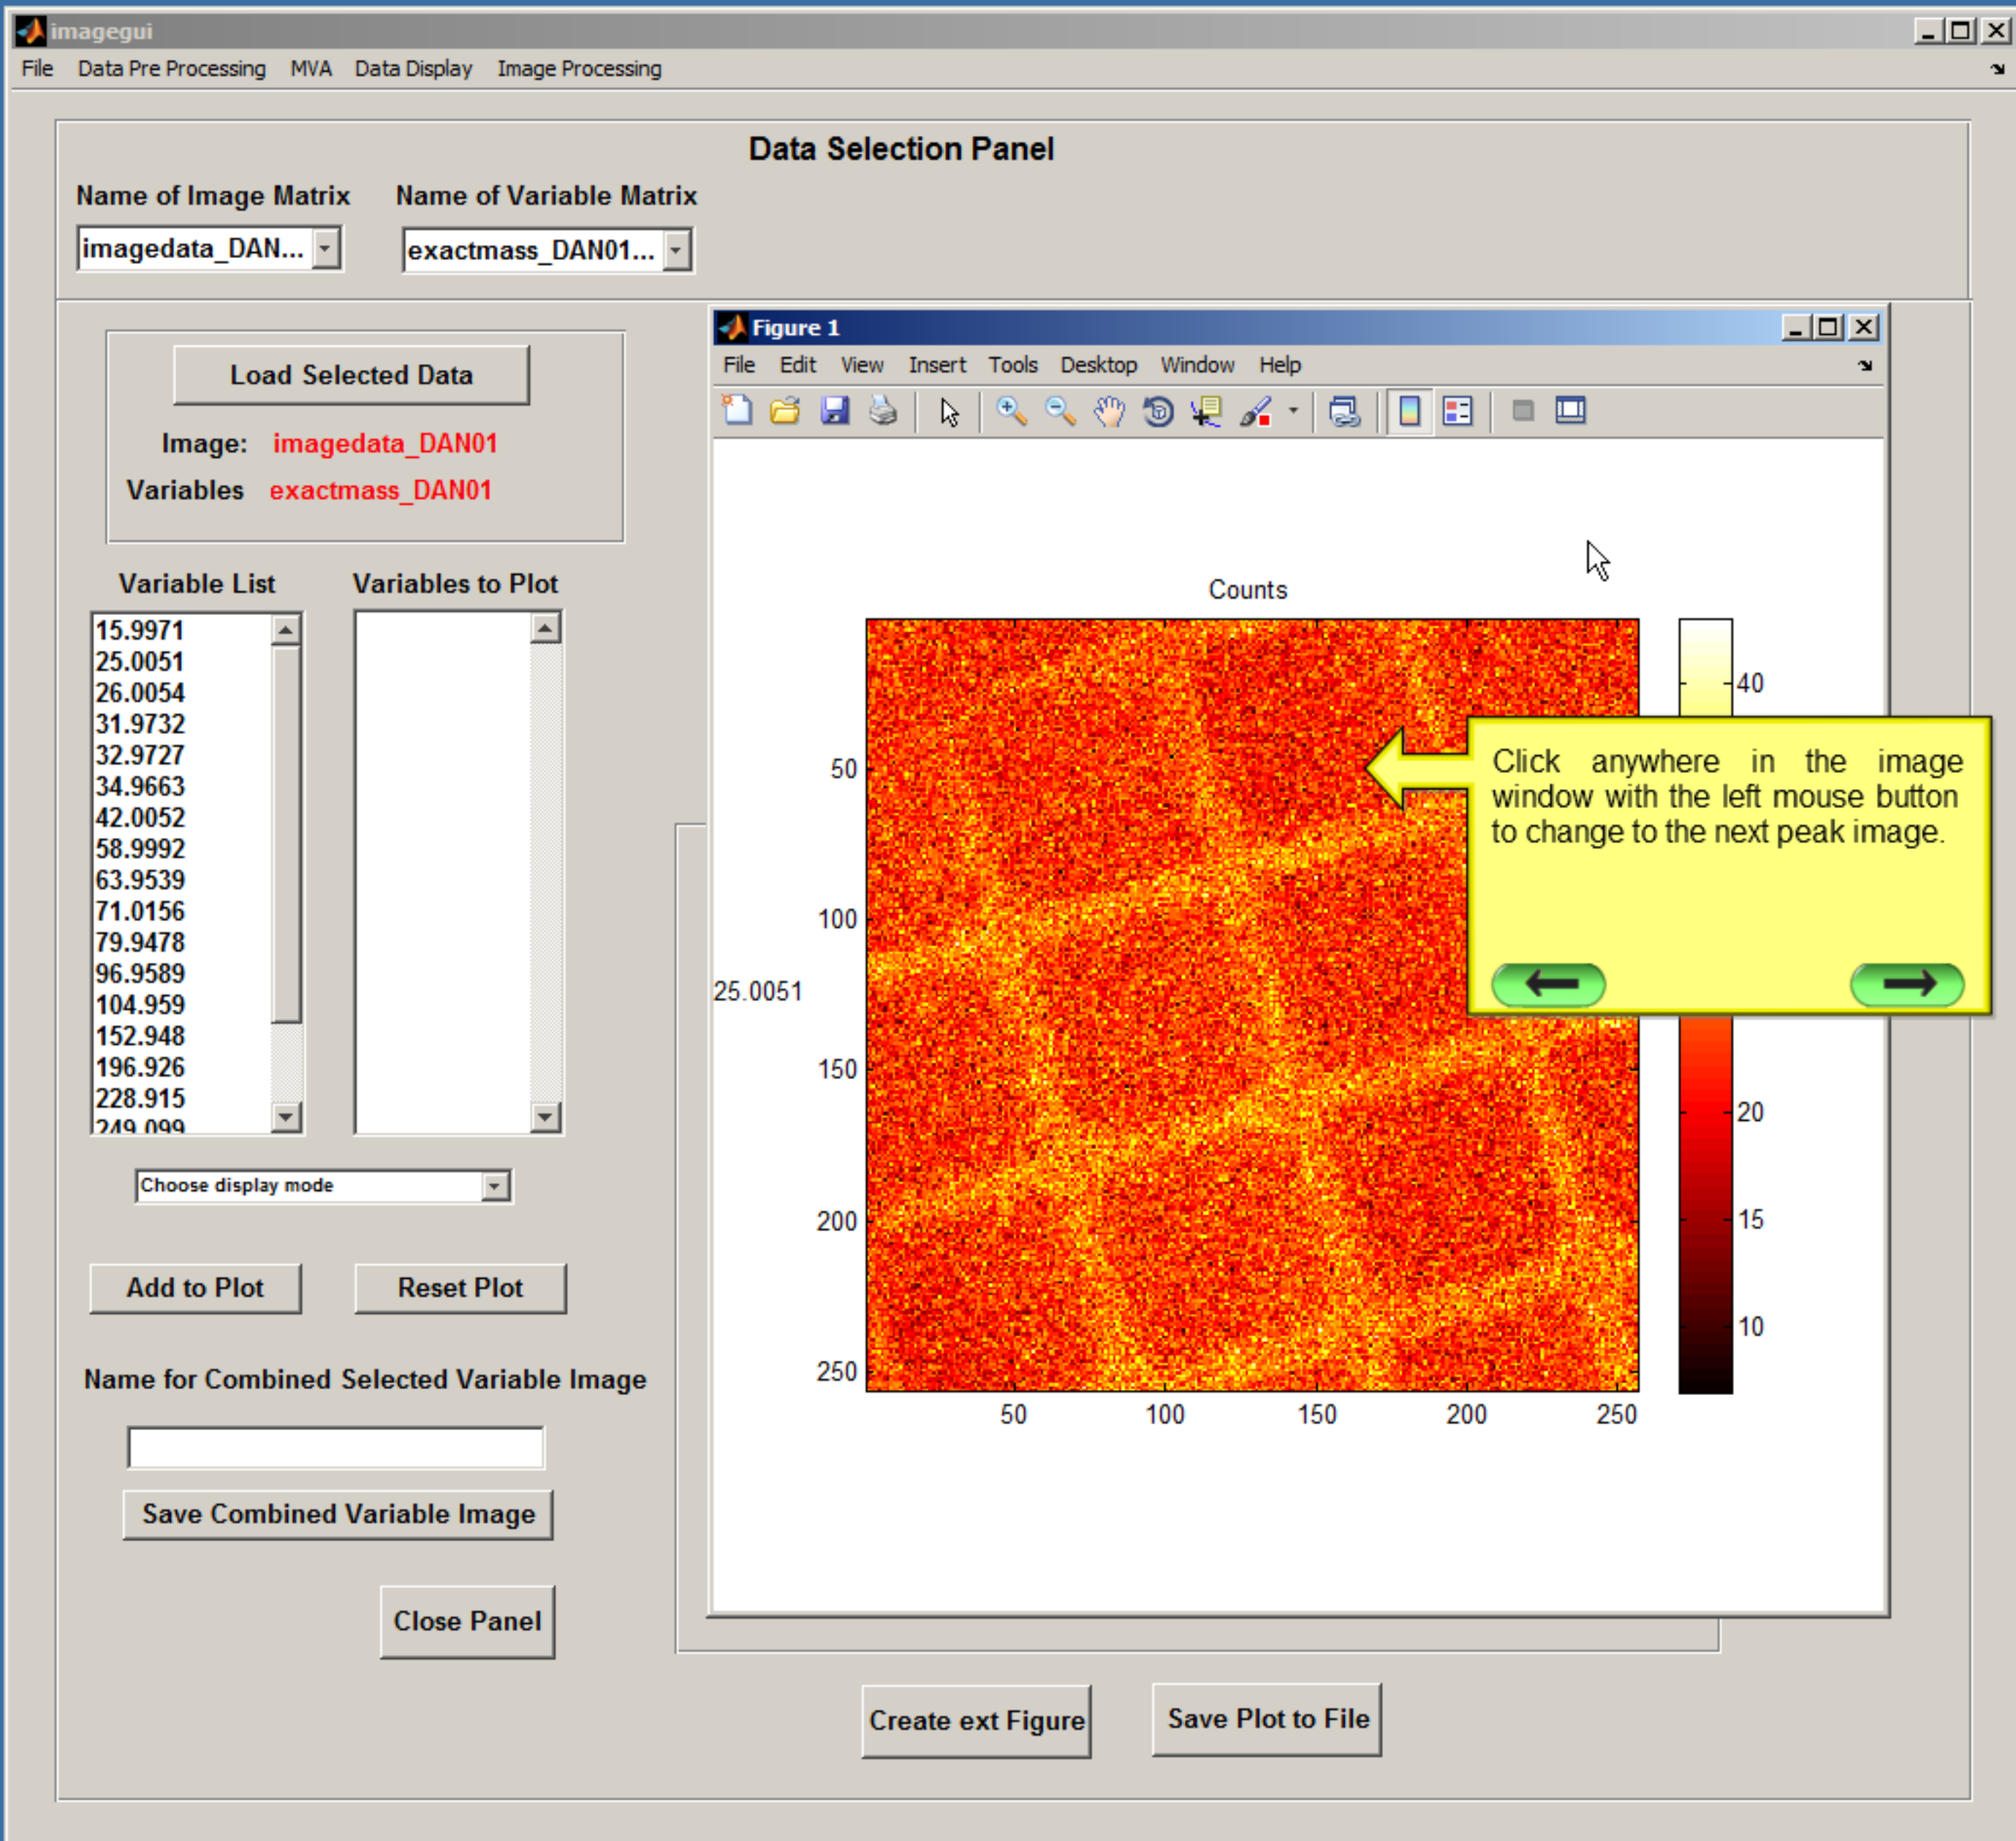 imagegui
File Data Pre Processing MVA Data Display Image Processing
Data Selection Panel
Name of Image Matrix Name of Variable Matrix
imagedata_DAN... exactmass_DAN01...
Load Selected Data
Image: imagedata_DAN01
Variables exactmass_DAN01
Variable List Variables to Plot
15.9971
25.0051
26.0054
31.9732
32.9727
34.9663
42.0052
58.9992
63.9539
71.0156
79.9478
96.9589
104.959
152.948
196.926
228.915
249.099
Choose display mode
Add to Plot Reset Plot
Name for Combined Selected Variable Image
Save Combined Variable Image
Close Panel
Figure 1
File Edit View Insert Tools Desktop Window Help
Counts
50
100
150
200
250
25.0051
50 100 150 200 250
40
20
15
10
Click anywhere in the image
window with the left mouse button
to change to the next peak image.
Create ext Figure Save Plot to File